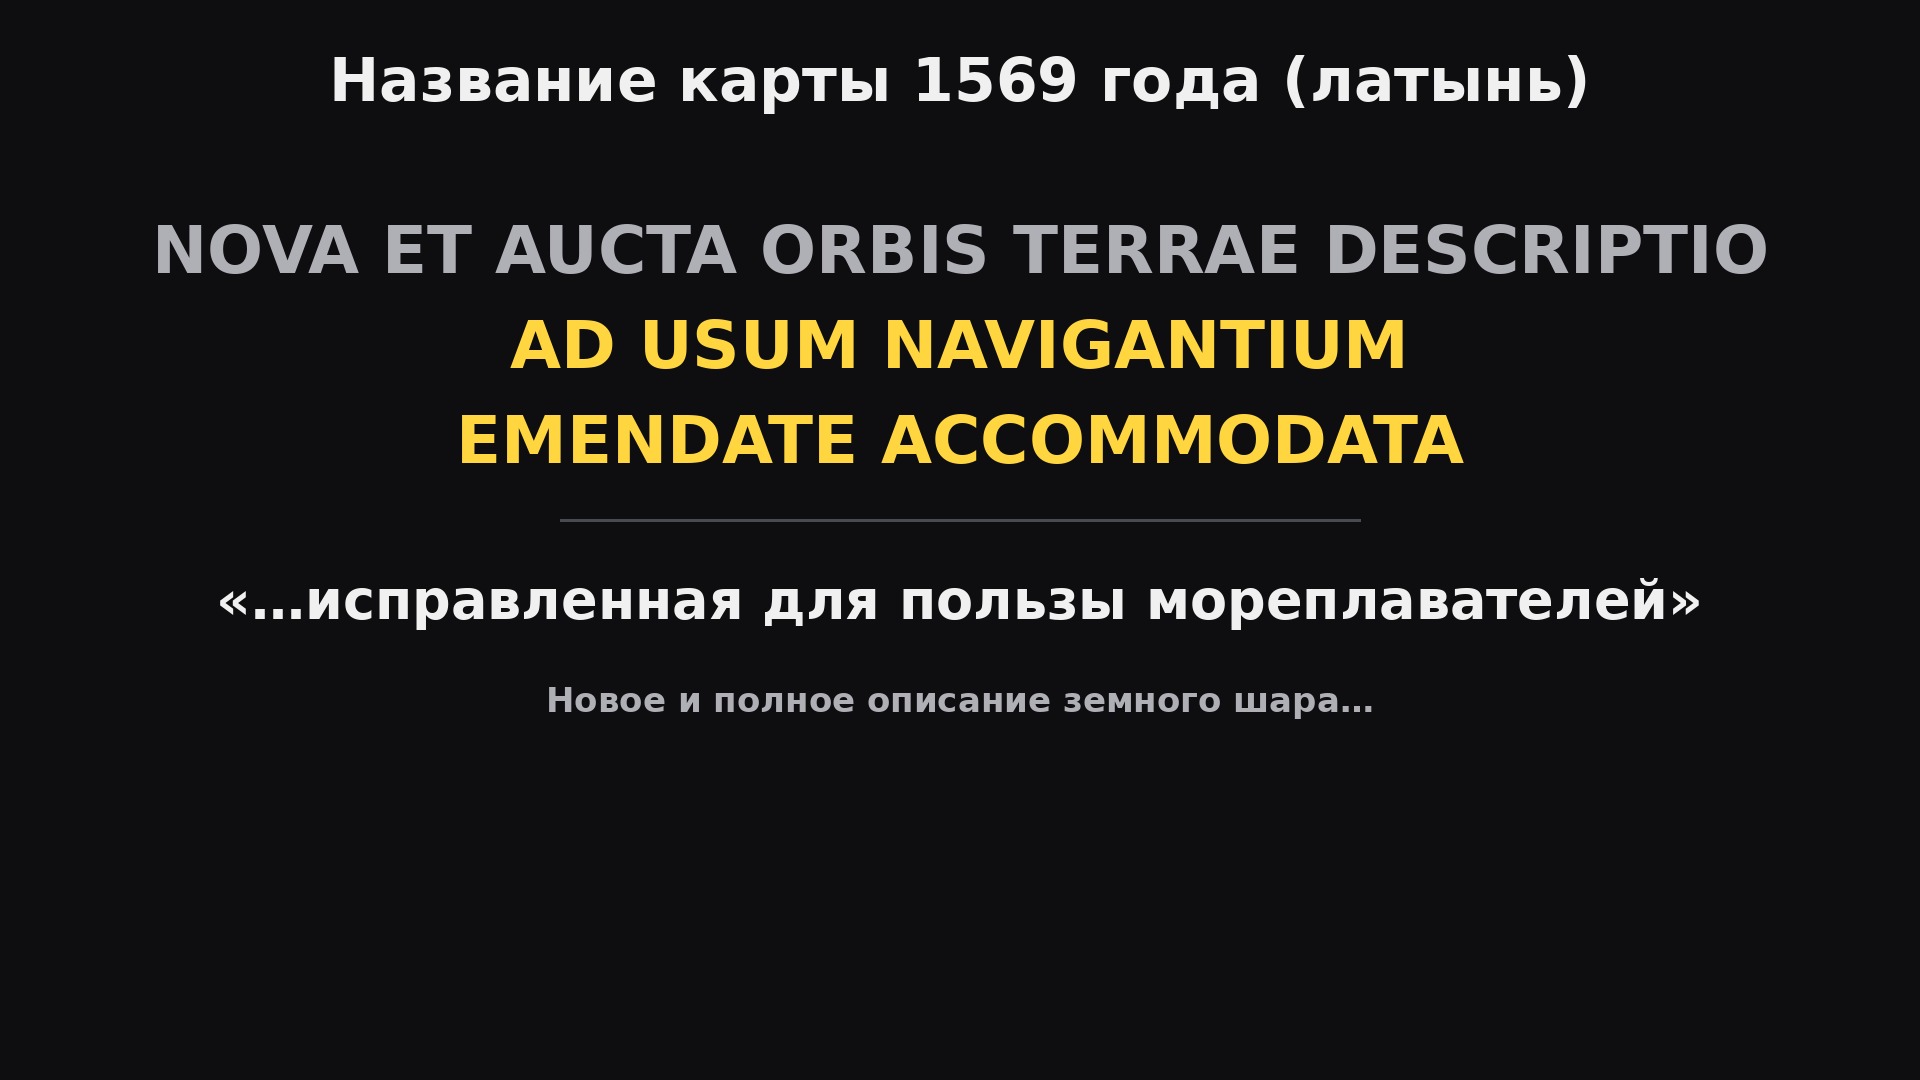 Название карты 1569 года (латынь)
NOVA ET AUCTA ORBIS TERRAE DESCRIPTIO
AD USUM NAVIGANTIUM
EMENDATE ACCOMMODATA
«…исправленная для пользы мореплавателей»
Новое и полное описание земного шара…